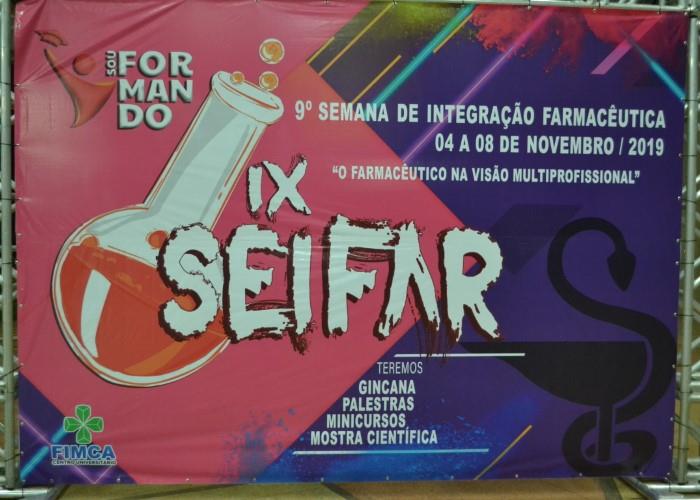 SOU
FOR
MAN
DO
9º SEMANA DE INTEGRAÇÃO FARMACÊUTICA
04 A 08 DE NOVEMBRO / 2019
"O FARMACÊUTICO NA VISÃO MULTIPROFISSIONAL"
IX
SEIFAR
TEREMOS
GINCANA
PALESTRAS
MINICURSOS
MOSTRA CIENTÍFICA
FIMCA
CENTRO UNIVERSITÁRIO